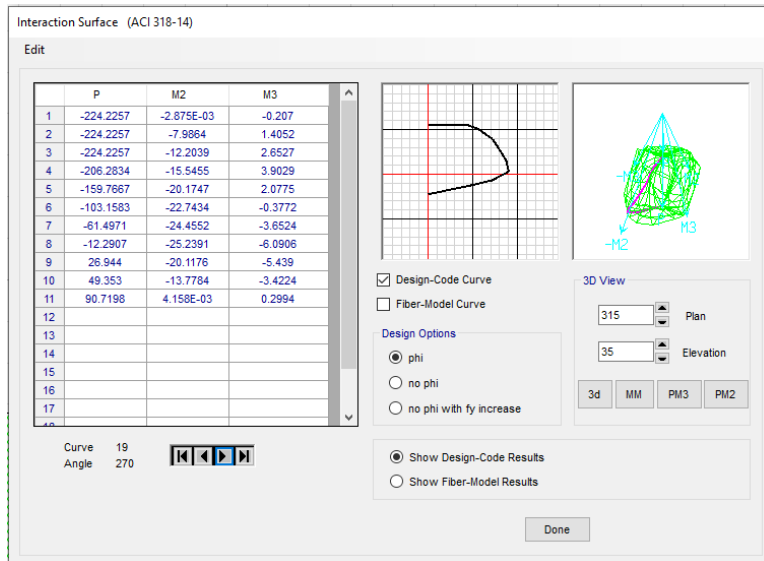 Interaction Surface (ACI 318-14)
Edit
P M2 M3
1 -224.2257 -2.875E-03 -0.207
2 -224.2257 -7.9864 1.4052
3 -224.2257 -12.2039 2.6527
4 -206.2834 -15.5455 3.9029
5 -159.7667 -20.1747 2.0775
6 -103.1583 -22.7434 -0.3772
7 -61.4971 -24.4552 -3.6524
8 -12.2907 -25.2391 -6.0906
9 26.944 -20.1176 -5.439
10 49.353 -13.7784 -3.4224
11 90.7198 4.158E-03 0.2994
12
13
14
15
16
17
Curve 19
Angle 270
-M2
M3
Design-Code Curve
Fiber-Model Curve
Design Options
phi
no phi
no phi with fy increase
3D View
315 Plan
35 Elevation
3d MM PM3 PM2
Show Design-Code Results
Show Fiber-Model Results
Done